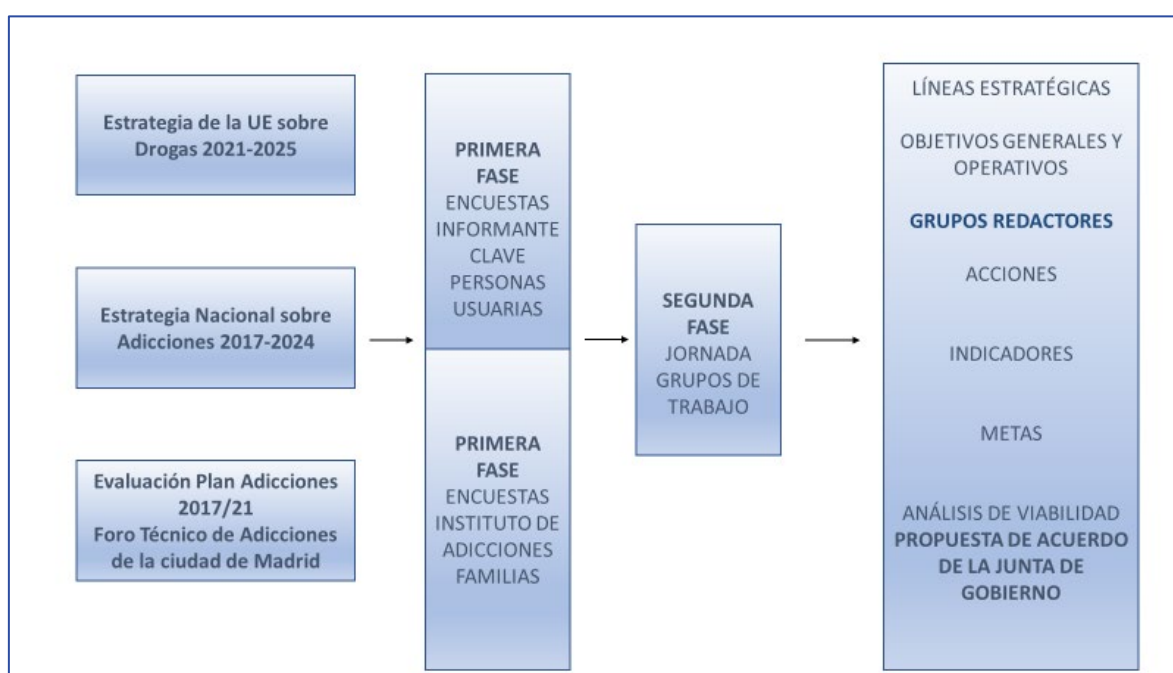 Estrategia de la UE sobre
Drogas 2021-2025
Estrategia Nacional sobre
Adicciones 2017-2024
Evaluación Plan Adicciones
2017/21
Foro Técnico de Adicciones
de la ciudad de Madrid
PRIMERA
FASE
ENCUESTAS
INFORMANTE
CLAVE
PERSONAS
USUARIAS
PRIMERA
FASE
ENCUESTAS
INSTITUTO DE
ADICCIONES
FAMILIAS
SEGUNDA
FASE
JORNADA
GRUPOS DE
TRABAJO
LÍNEAS ESTRATÉGICAS
OBJETIVOS GENERALES Y
OPERATIVOS
GRUPOS REDACTORES
ACCIONES
INDICADORES
METAS
ANÁLISIS DE VIABILIDAD
PROPUESTA DE ACUERDO
DE LA JUNTA DE
GOBIERNO